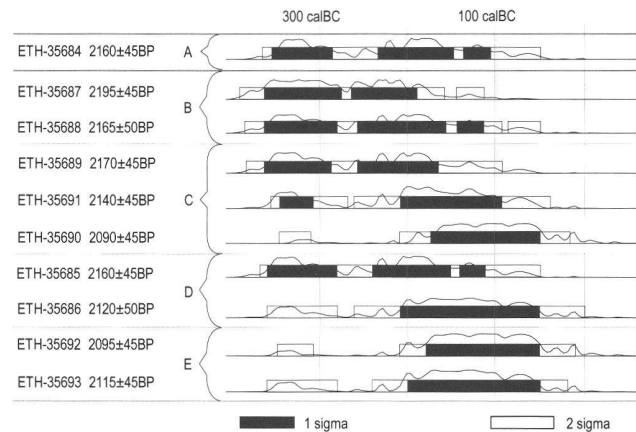 300 calBC 100 calBC
ETH-35684 2160±45BP A
ETH-35687 2195±45BP
B
ETH-35688 2165±50BP
ETH-35689 2170±45BP
ETH-35691 2140±45BP C
ETH-35690 2090±45BP
ETH-35685 2160±45BP
D
ETH-35686 2120±50BP
ETH-35692 2095±45BP
E
ETH-35693 2115±45BP
1 sigma 2 sigma